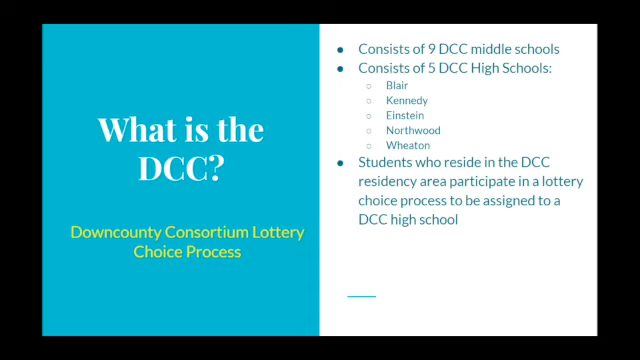 What is the
DCC?
Downcounty Consortium Lottery
Choice Process
● Consists of 9 DCC middle schools
● Consists of 5 DCC High Schools:
○ Blair
○ Kennedy
○ Einstein
○ Northwood
○ Wheaton
● Students who reside in the DCC
residency area participate in a lottery
choice process to be assigned to a
DCC high school